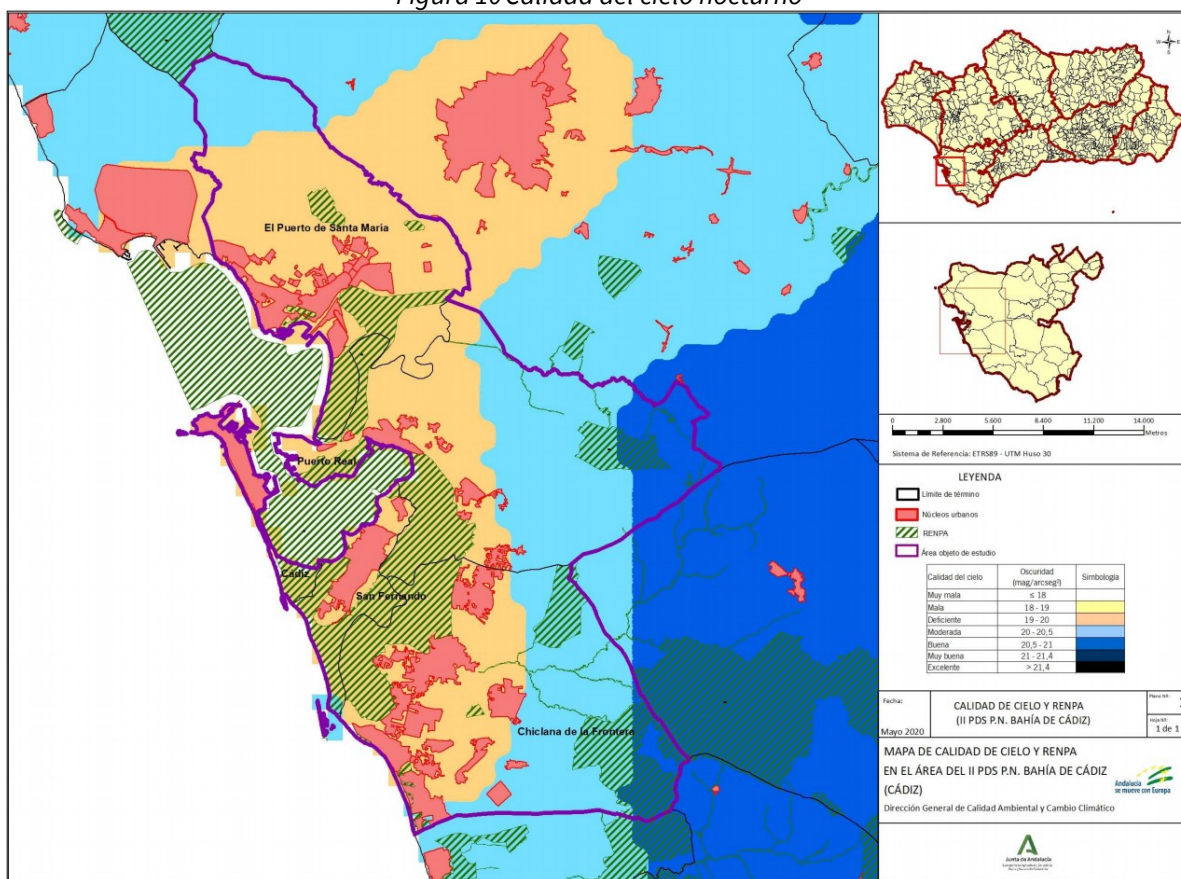 Figura 10 Calidad del cielo nocturno
El Puerto de Santa Maria
Puerto Real
Cádiz
San Fernando
Chiclana de la Frontera
N
W E
S
0 2.800 5.600 8.400 11.200 14.000
Metros
Sistema de Referencia: ETRS89 - UTM Huso 30
LEYENDA
Límite de término
Núcleos urbanos
RENPA
Área objeto de estudio
Calidad del cielo Oscuridad (mag/arcseg²) Simbología
Muy mala ≤ 18
Mala 18 - 19
Deficiente 19 - 20
Moderada 20 - 20,5
Buena 20,5 - 21
Muy buena 21 - 21,4
Excelente > 21,4
Fecha:
Mayo 2020
CALIDAD DE CIELO Y RENPA
(II PDS P.N. BAHÍA DE CÁDIZ)
Plano Nº:
Hoja Nº:
1 de 1
MAPA DE CALIDAD DE CIELO Y RENPA
EN EL ÁREA DEL II PDS P.N. BAHÍA DE CÁDIZ
(CÁDIZ)
Dirección General de Calidad Ambiental y Cambio Climático
Andalucía
se mueve con Europa
Junta de Andalucía